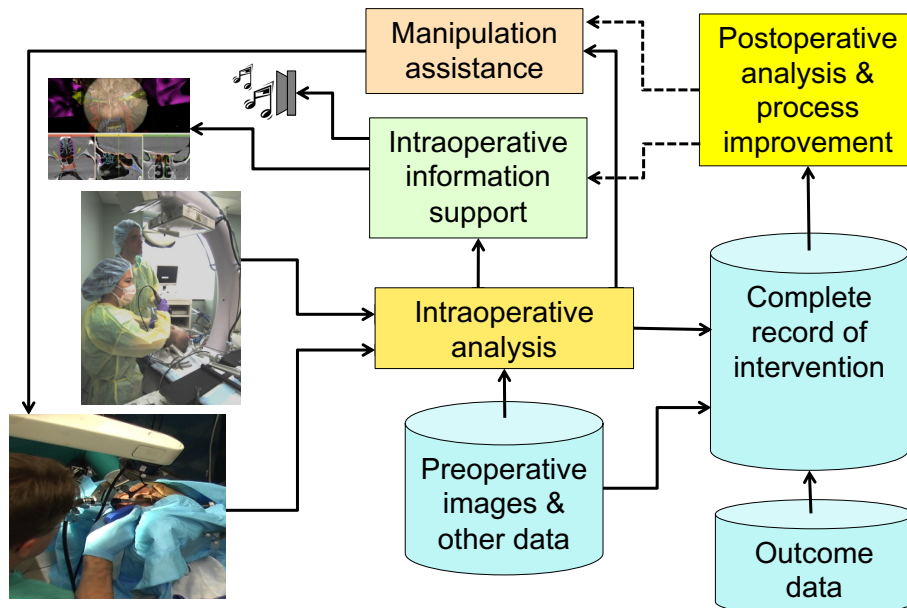 Manipulation
assistance
Postoperative
analysis &
process
improvement
Intraoperative
information
support
Intraoperative
analysis
Complete
record of
intervention
Preoperative
images &
other data
Outcome
data